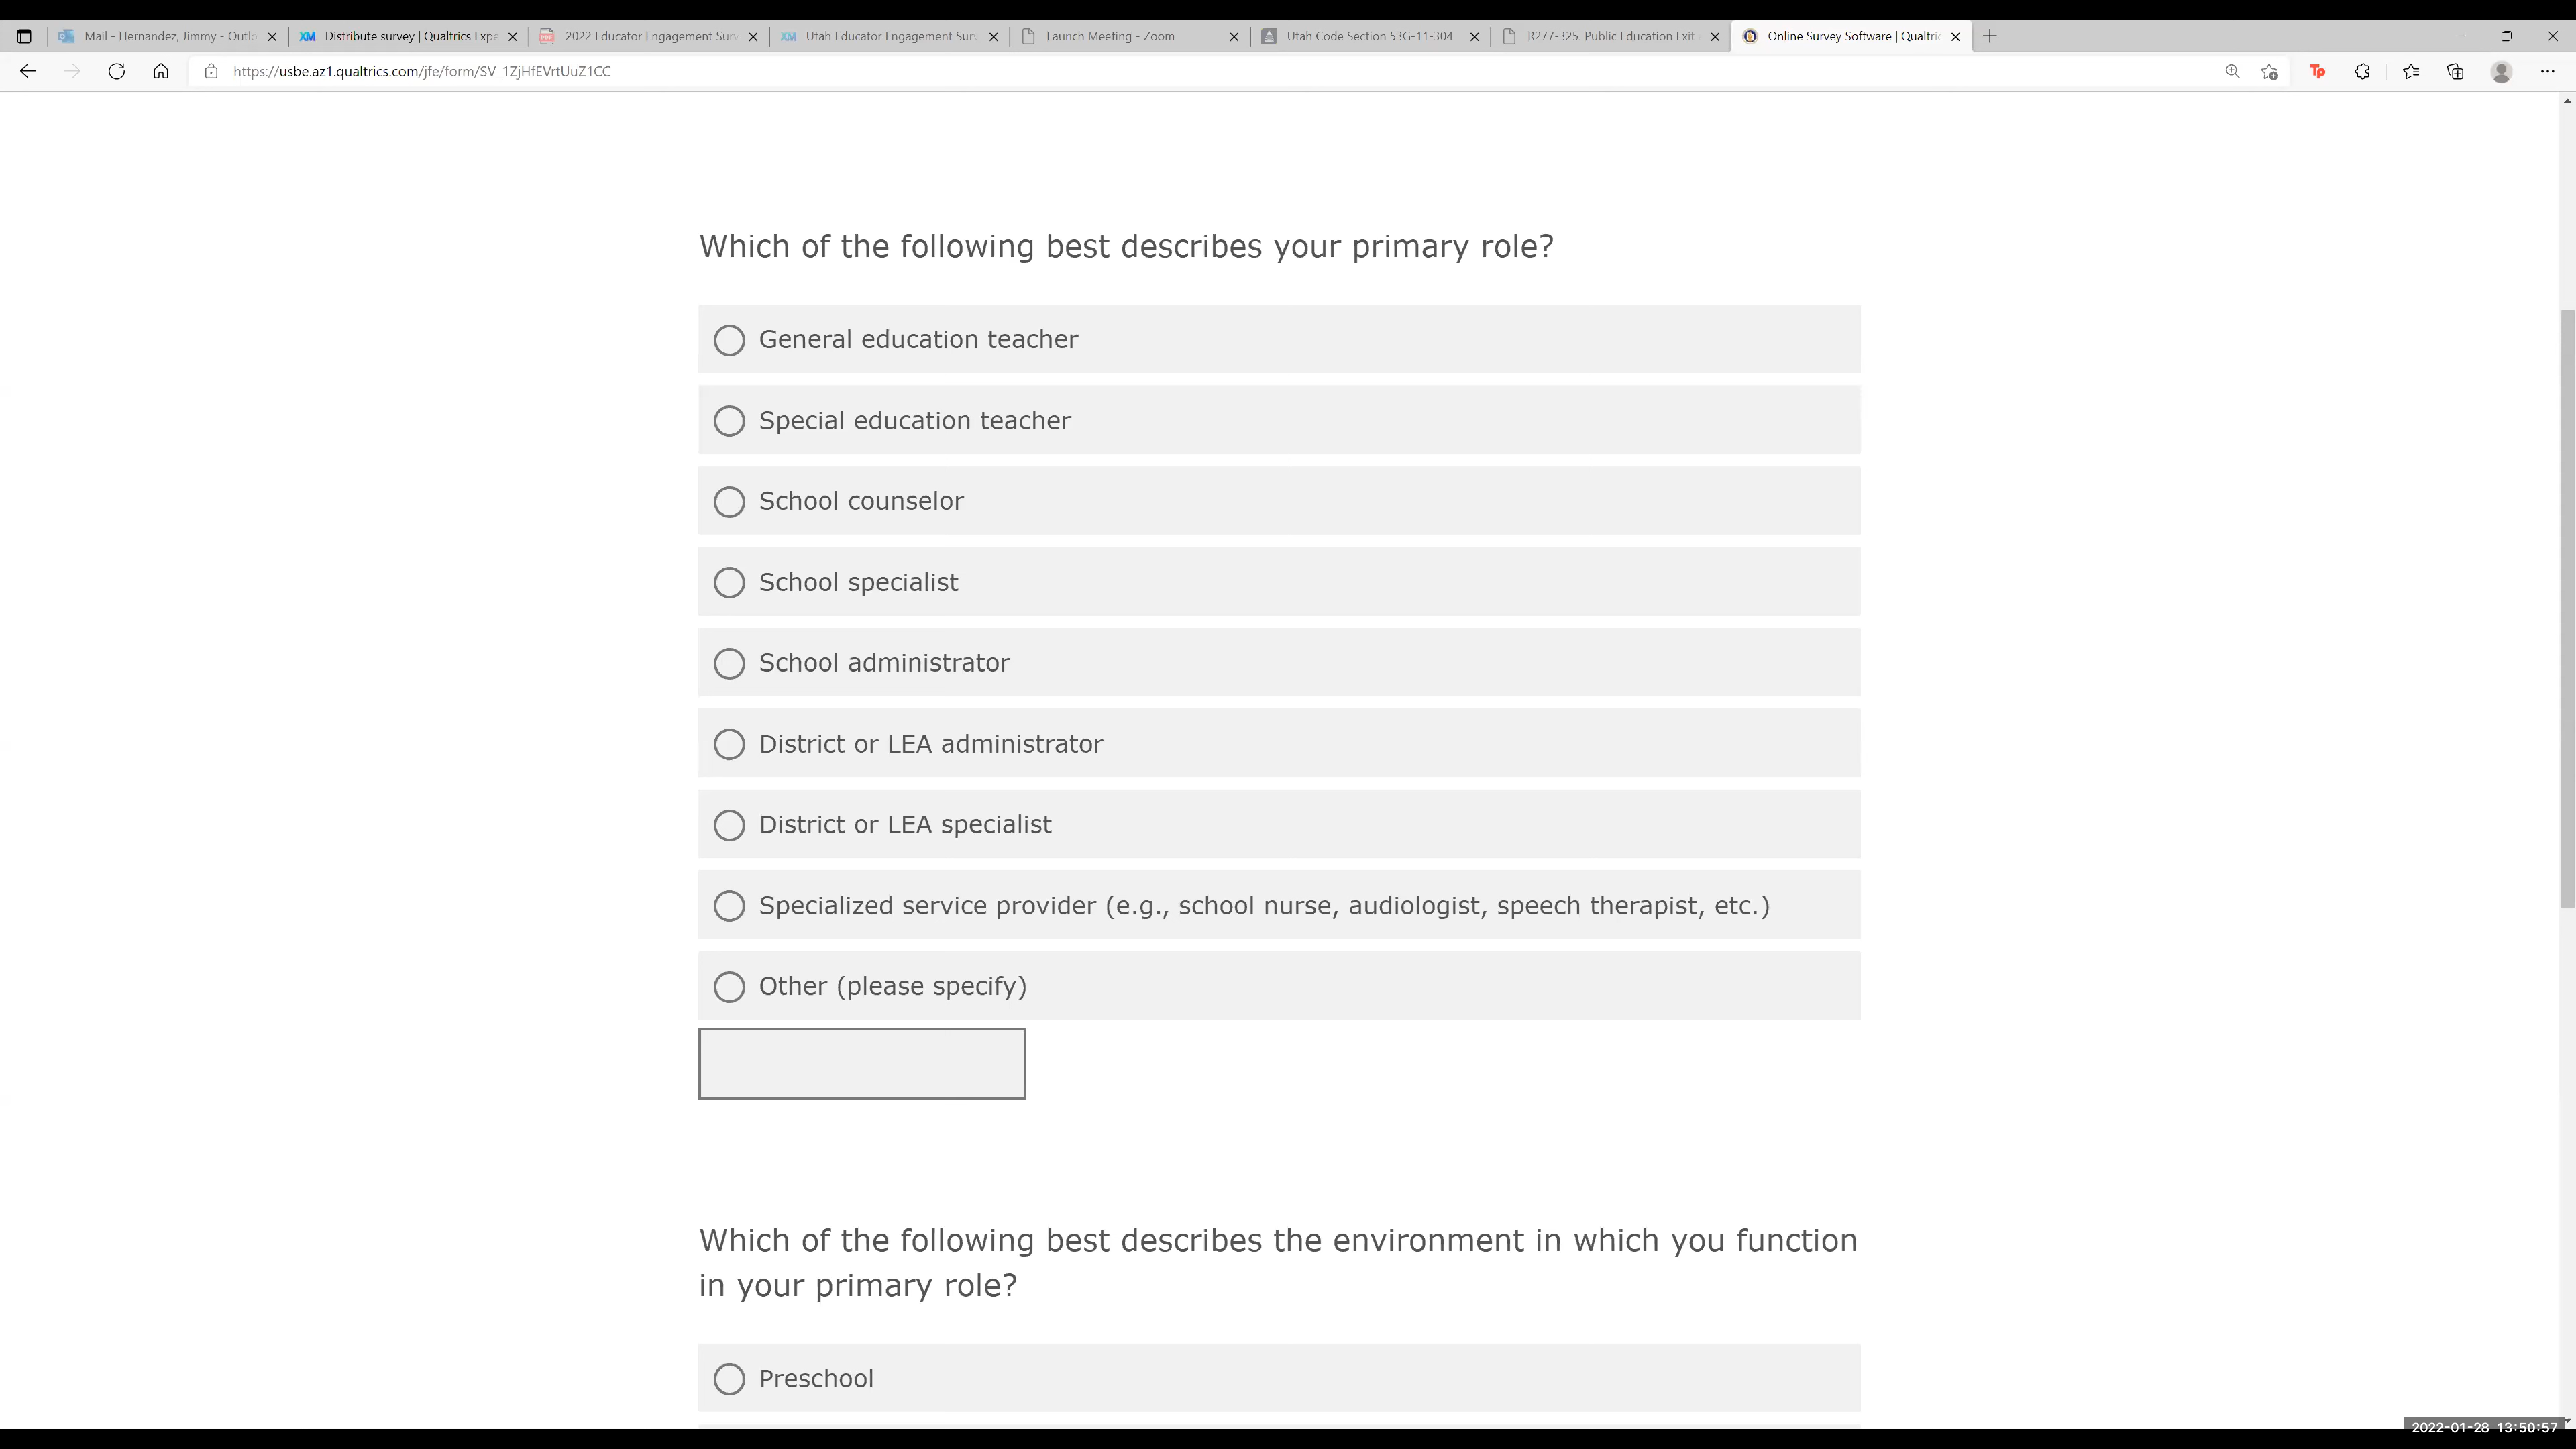 Mail - Hernandez, Jimmy - Outlo
Distribute survey | Qualtrics Expe
2022 Educator Engagement Surv
Utah Educator Engagement Surv
Launch Meeting - Zoom
Utah Code Section 53G-11-304
R277-325. Public Education Exit
Online Survey Software | Qualtric
https://usbe.az1.qualtrics.com/jfe/form/SV_1ZjHfEVrtUuZ1CC
Which of the following best describes your primary role?
General education teacher
Special education teacher
School counselor
School specialist
School administrator
District or LEA administrator
District or LEA specialist
Specialized service provider (e.g., school nurse, audiologist, speech therapist, etc.)
Other (please specify)
Which of the following best describes the environment in which you function
in your primary role?
Preschool
2022-01-28 13:50:57